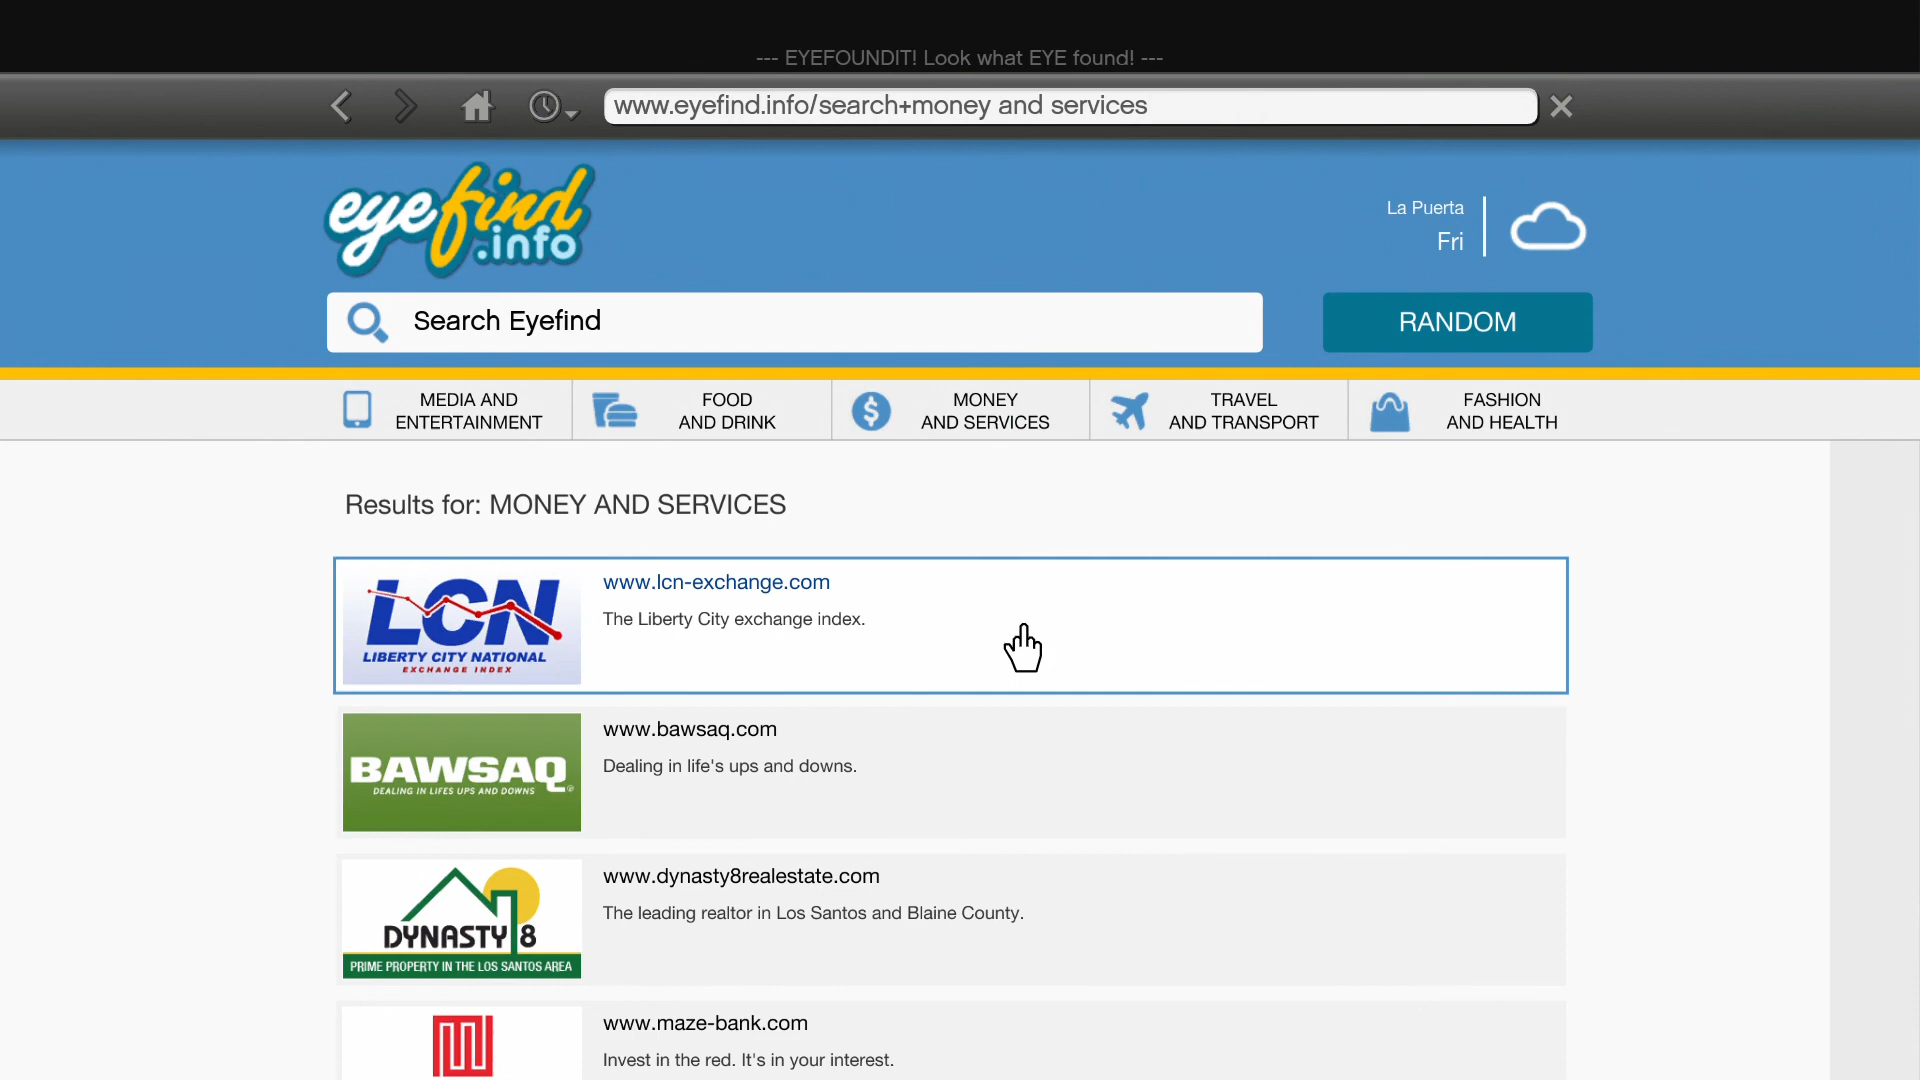 --- EYEFOUNDIT! Look what EYE found! ---
www.eyefind.info/search+money and services
eyefind
.info
La Puerta
Fri
Search Eyefind
RANDOM
MEDIA AND
ENTERTAINMENT
FOOD
AND DRINK
MONEY
AND SERVICES
TRAVEL
AND TRANSPORT
FASHION
AND HEALTH
Results for: MONEY AND SERVICES
LCN
LIBERTY CITY NATIONAL
EXCHANGE INDEX
www.lcn-exchange.com
The Liberty City exchange index.
BAWSAQ
DEALING IN LIFES UPS AND DOWNS
www.bawsaq.com
Dealing in life's ups and downs.
DYNASTY 8
PRIME PROPERTY IN THE LOS SANTOS AREA
www.dynasty8realestate.com
The leading realtor in Los Santos and Blaine County.
www.maze-bank.com
Invest in the red. It's in your interest.